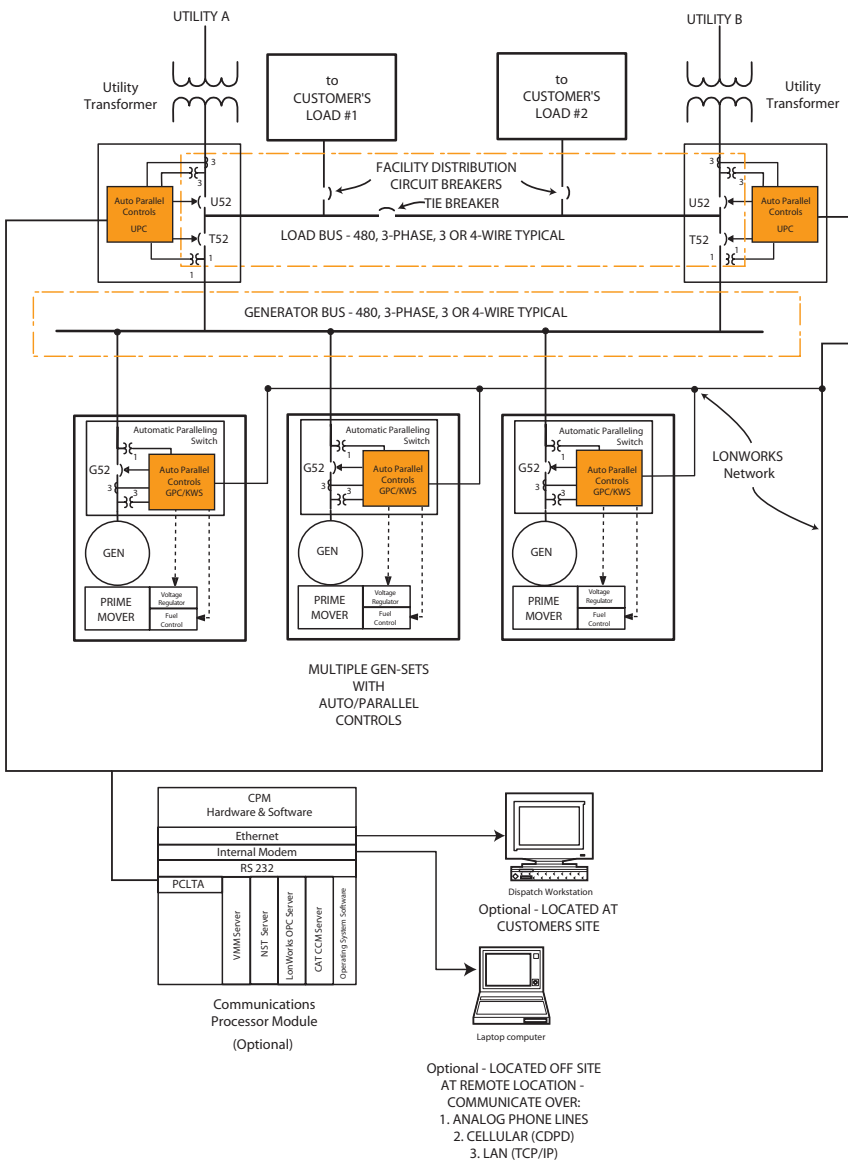 UTILITY A
UTILITY B
Utility
Transformer
to
CUSTOMER'S
LOAD #1
to
CUSTOMER'S
LOAD #2
Utility
Transformer
3
3
Auto Parallel
Controls
UPC
U52
T52
1
1
FACILITY DISTRIBUTION
CIRCUIT BREAKERS
TIE BREAKER
LOAD BUS - 480, 3-PHASE, 3 OR 4-WIRE TYPICAL
3
3
U52
T52
Auto Parallel
Controls
UPC
1
1
GENERATOR BUS - 480, 3-PHASE, 3 OR 4-WIRE TYPICAL
Automatic Paralleling
Switch
1
G52
3
3
Auto Parallel
Controls
GPC/KWS
GEN
PRIME
MOVER
Voltage
Regulator
Fuel
Control
Automatic Paralleling
Switch
1
G52
3
3
Auto Parallel
Controls
GPC/KWS
GEN
PRIME
MOVER
Voltage
Regulator
Fuel
Control
Automatic Paralleling
Switch
1
G52
3
3
Auto Parallel
Controls
GPC/KWS
GEN
PRIME
MOVER
Voltage
Regulator
Fuel
Control
LONWORKS
Network
MULTIPLE GEN-SETS
WITH
AUTO/PARALLEL
CONTROLS
CPM
Hardware & Software
Ethernet
Internal Modem
RS 232
PCLTA
VMM Server
NST Server
LonWorks OPC Server
CAT CCM Server
Operating System Software
Communications
Processor Module
(Optional)
Dispatch Workstation
Optional - LOCATED AT
CUSTOMERS SITE
Laptop computer
Optional - LOCATED OFF SITE
AT REMOTE LOCATION -
COMMUNICATE OVER:
1. ANALOG PHONE LINES
2. CELLULAR (CDPD)
3. LAN (TCP/IP)